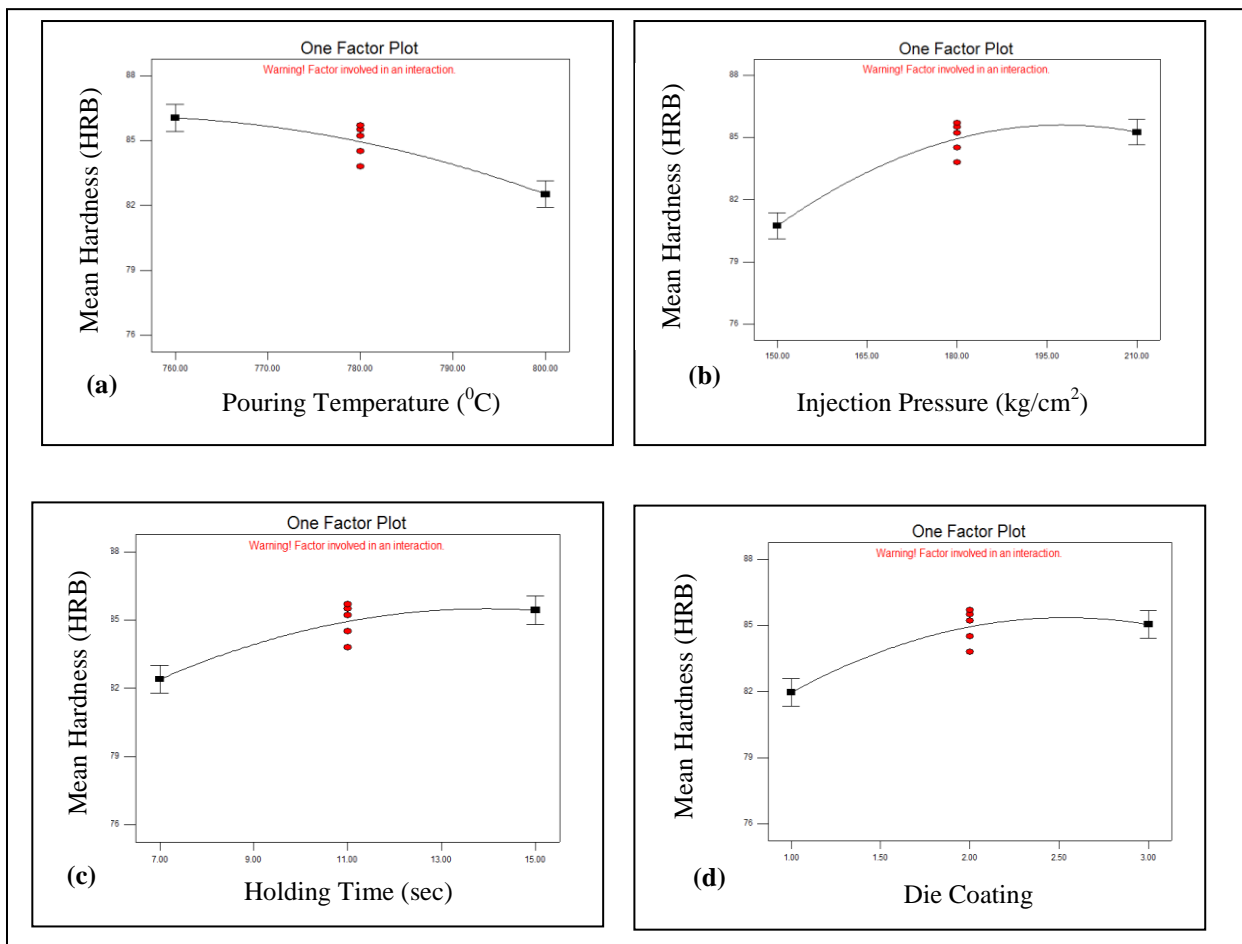 One Factor Plot
Warning! Factor involved in an interaction.
Mean Hardness (HRB)
88
85
82
79
76
760.00 770.00 780.00 790.00 800.00
(a)
Pouring Temperature (⁰C)
One Factor Plot
Warning! Factor involved in an interaction.
Mean Hardness (HRB)
88
85
82
79
76
150.00 165.00 180.00 195.00 210.00
(b)
Injection Pressure (kg/cm²)
One Factor Plot
Warning! Factor involved in an interaction.
Mean Hardness (HRB)
88
85
82
79
76
7.00 9.00 11.00 13.00 15.00
(c)
Holding Time (sec)
One Factor Plot
Warning! Factor involved in an interaction.
Mean Hardness (HRB)
88
85
82
79
76
1.00 1.50 2.00 2.50 3.00
(d)
Die Coating